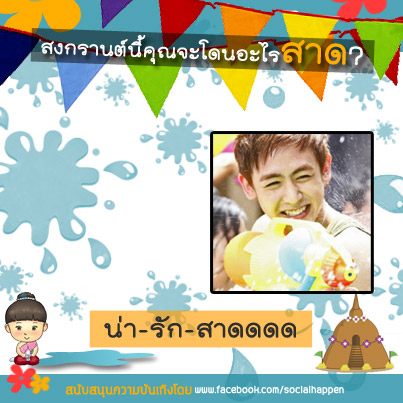 สงกรานต์นี้คุณจะโดนอะไรสาด?
น่า-รัก-สาดดดด
สนับสนุนความบันเทิงโดย www.facebook.com/socialhappen